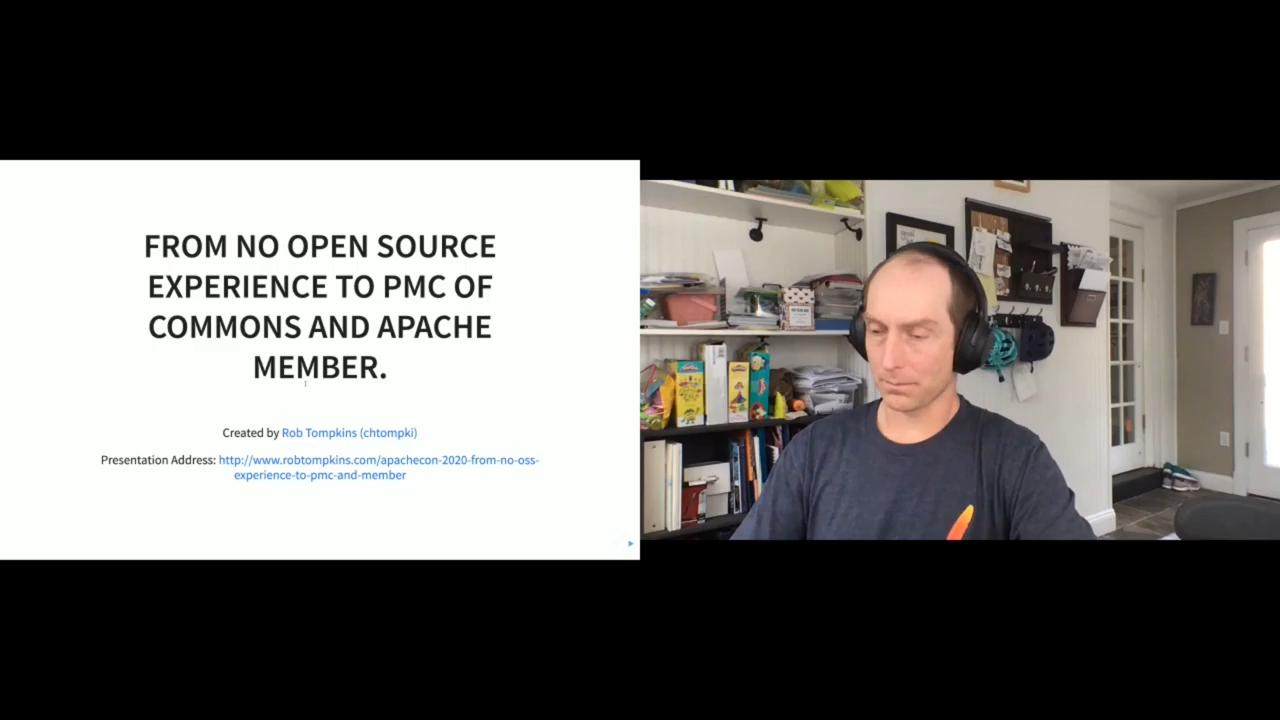 FROM NO OPEN SOURCE
EXPERIENCE TO PMC OF
COMMONS AND APACHE
MEMBER.
Created by Rob Tompkins (chtompki)
Presentation Address: http://www.robtompkins.com/apachecon-2020-from-no-oss-
experience-to-pmc-and-member